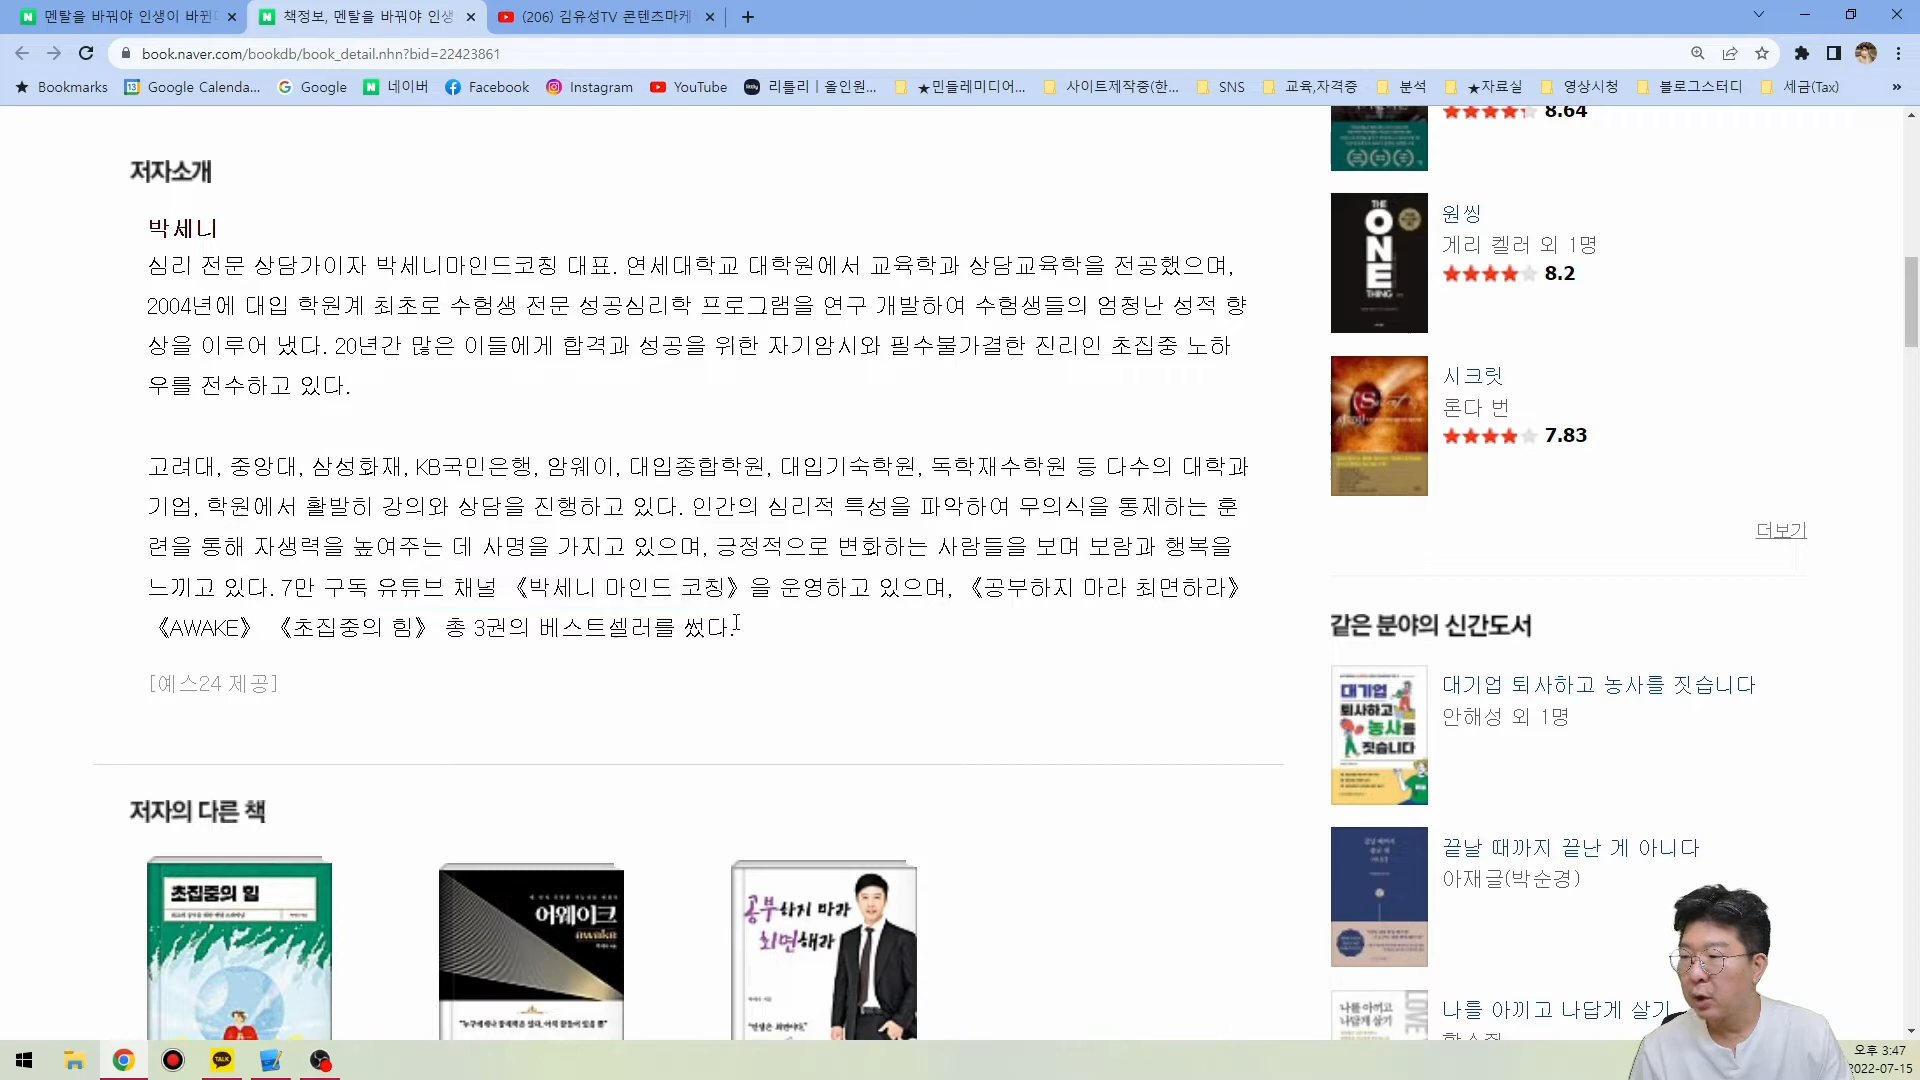 멘탈을 바꿔야 인생이 바뀐
책정보, 멘탈을 바꿔야 인생
(206) 김유성TV 콘텐츠마케
book.naver.com/bookdb/book_detail.nhn?bid=22423861
Bookmarks
Google Calenda...
Google
네이버
Facebook
Instagram
YouTube
리틀리 | 올인원...
★민들레미디어...
사이트제작중(한...
SNS
교육,자격증
분석
★자료실
영상시청
블로그스터디
세금(Tax)
»
저자소개
박세니
심리 전문 상담가이자 박세니마인드코칭 대표. 연세대학교 대학원에서 교육학과 상담교육학을 전공했으며,
2004년에 대입 학원계 최초로 수험생 전문 성공심리학 프로그램을 연구 개발하여 수험생들의 엄청난 성적 향
상을 이루어 냈다. 20년간 많은 이들에게 합격과 성공을 위한 자기암시와 필수불가결한 진리인 초집중 노하
우를 전수하고 있다.
고려대, 중앙대, 삼성화재, KB국민은행, 암웨이, 대입종합학원, 대입기숙학원, 독학재수학원 등 다수의 대학과
기업, 학원에서 활발히 강의와 상담을 진행하고 있다. 인간의 심리적 특성을 파악하여 무의식을 통제하는 훈
련을 통해 자생력을 높여주는 데 사명을 가지고 있으며, 긍정적으로 변화하는 사람들을 보며 보람과 행복을
느끼고 있다. 7만 구독 유튜브 채널 《박세니 마인드 코칭》을 운영하고 있으며, 《공부하지 마라 최면하라》
《AWAKE》 《초집중의 힘》 총 3권의 베스트셀러를 썼다.
[예스24 제공]
저자의 다른 책
초집중의 힘
어웨이크
awake
공부하지 마라
최면해라
8.64
THE
ONE
THING
원씽
게리 켈러 외 1명
8.2
시크릿
론다 번
7.83
더보기
같은 분야의 신간도서
대기업
퇴사하고
농사를
짓습니다
대기업 퇴사하고 농사를 짓습니다
안해성 외 1명
끝날 때까지 끝난 게 아니다
아재글(박순경)
나를 아끼고
나답게 살기
나를 아끼고 나답게 살기
TALK
오후 3:47
2022-07-15